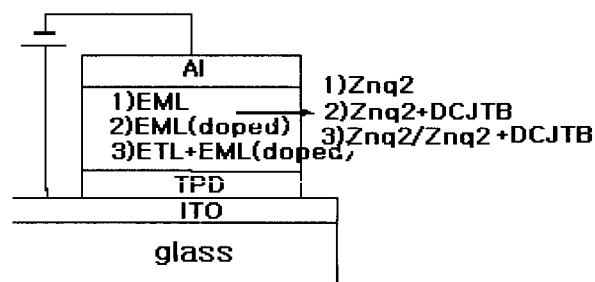 Al
1)EML
2)EML(doped)
3)ETL+EML(doped,
1)Znq2
2)Znq2+DCJTB
3)Znq2/Znq2+DCJTB
TPD
ITO
glass